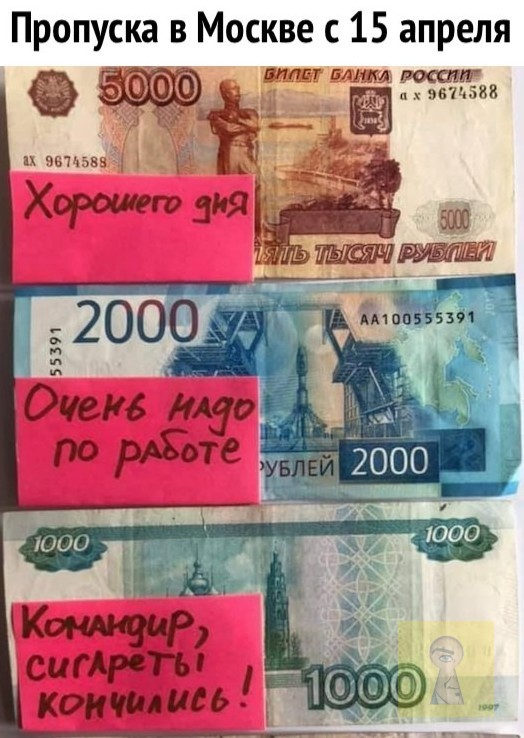 Пропуска в Москве с 15 апреля
5000
БИЛЕТ БАНКА РОССИИ
ах 9674588
ах 9674588
Хорошего дня
5000
ПЯТЬ ТЫСЯЧ РУБЛЕЙ
2000
АА100555391
55391
Очень надо
по работе
РУБЛЕЙ
2000
1000
1000
Командир,
сигареты
кончились!
1000
1997